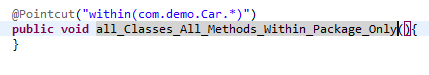 @Pointcut("within(com.demo.Car.*)")
public void all_Classes_All_Methods_Within_Package_Only(){
}